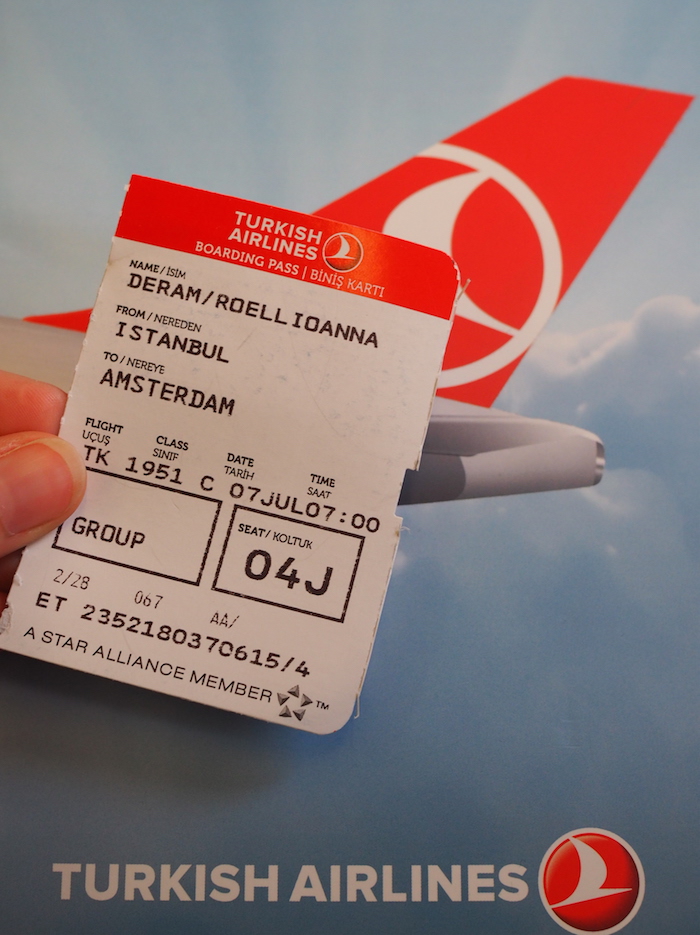 TURKISH
AIRLINES
BOARDING PASS | BİNİŞ KARTI
NAME / İSİM
DERAM/ROELLIOANNA
FROM / NEREDEN
ISTANBUL
TO / NEREYE
AMSTERDAM
FLIGHT CLASS DATE TIME
UÇUŞ SINIF TARİH SAAT
TK 1951 C 07JUL07:00
GROUP
SEAT/ KOLTUK
04J
2/28 067 AA/
ET 2352180370615/4
A STAR ALLIANCE MEMBER TM
TURKISH AIRLINES